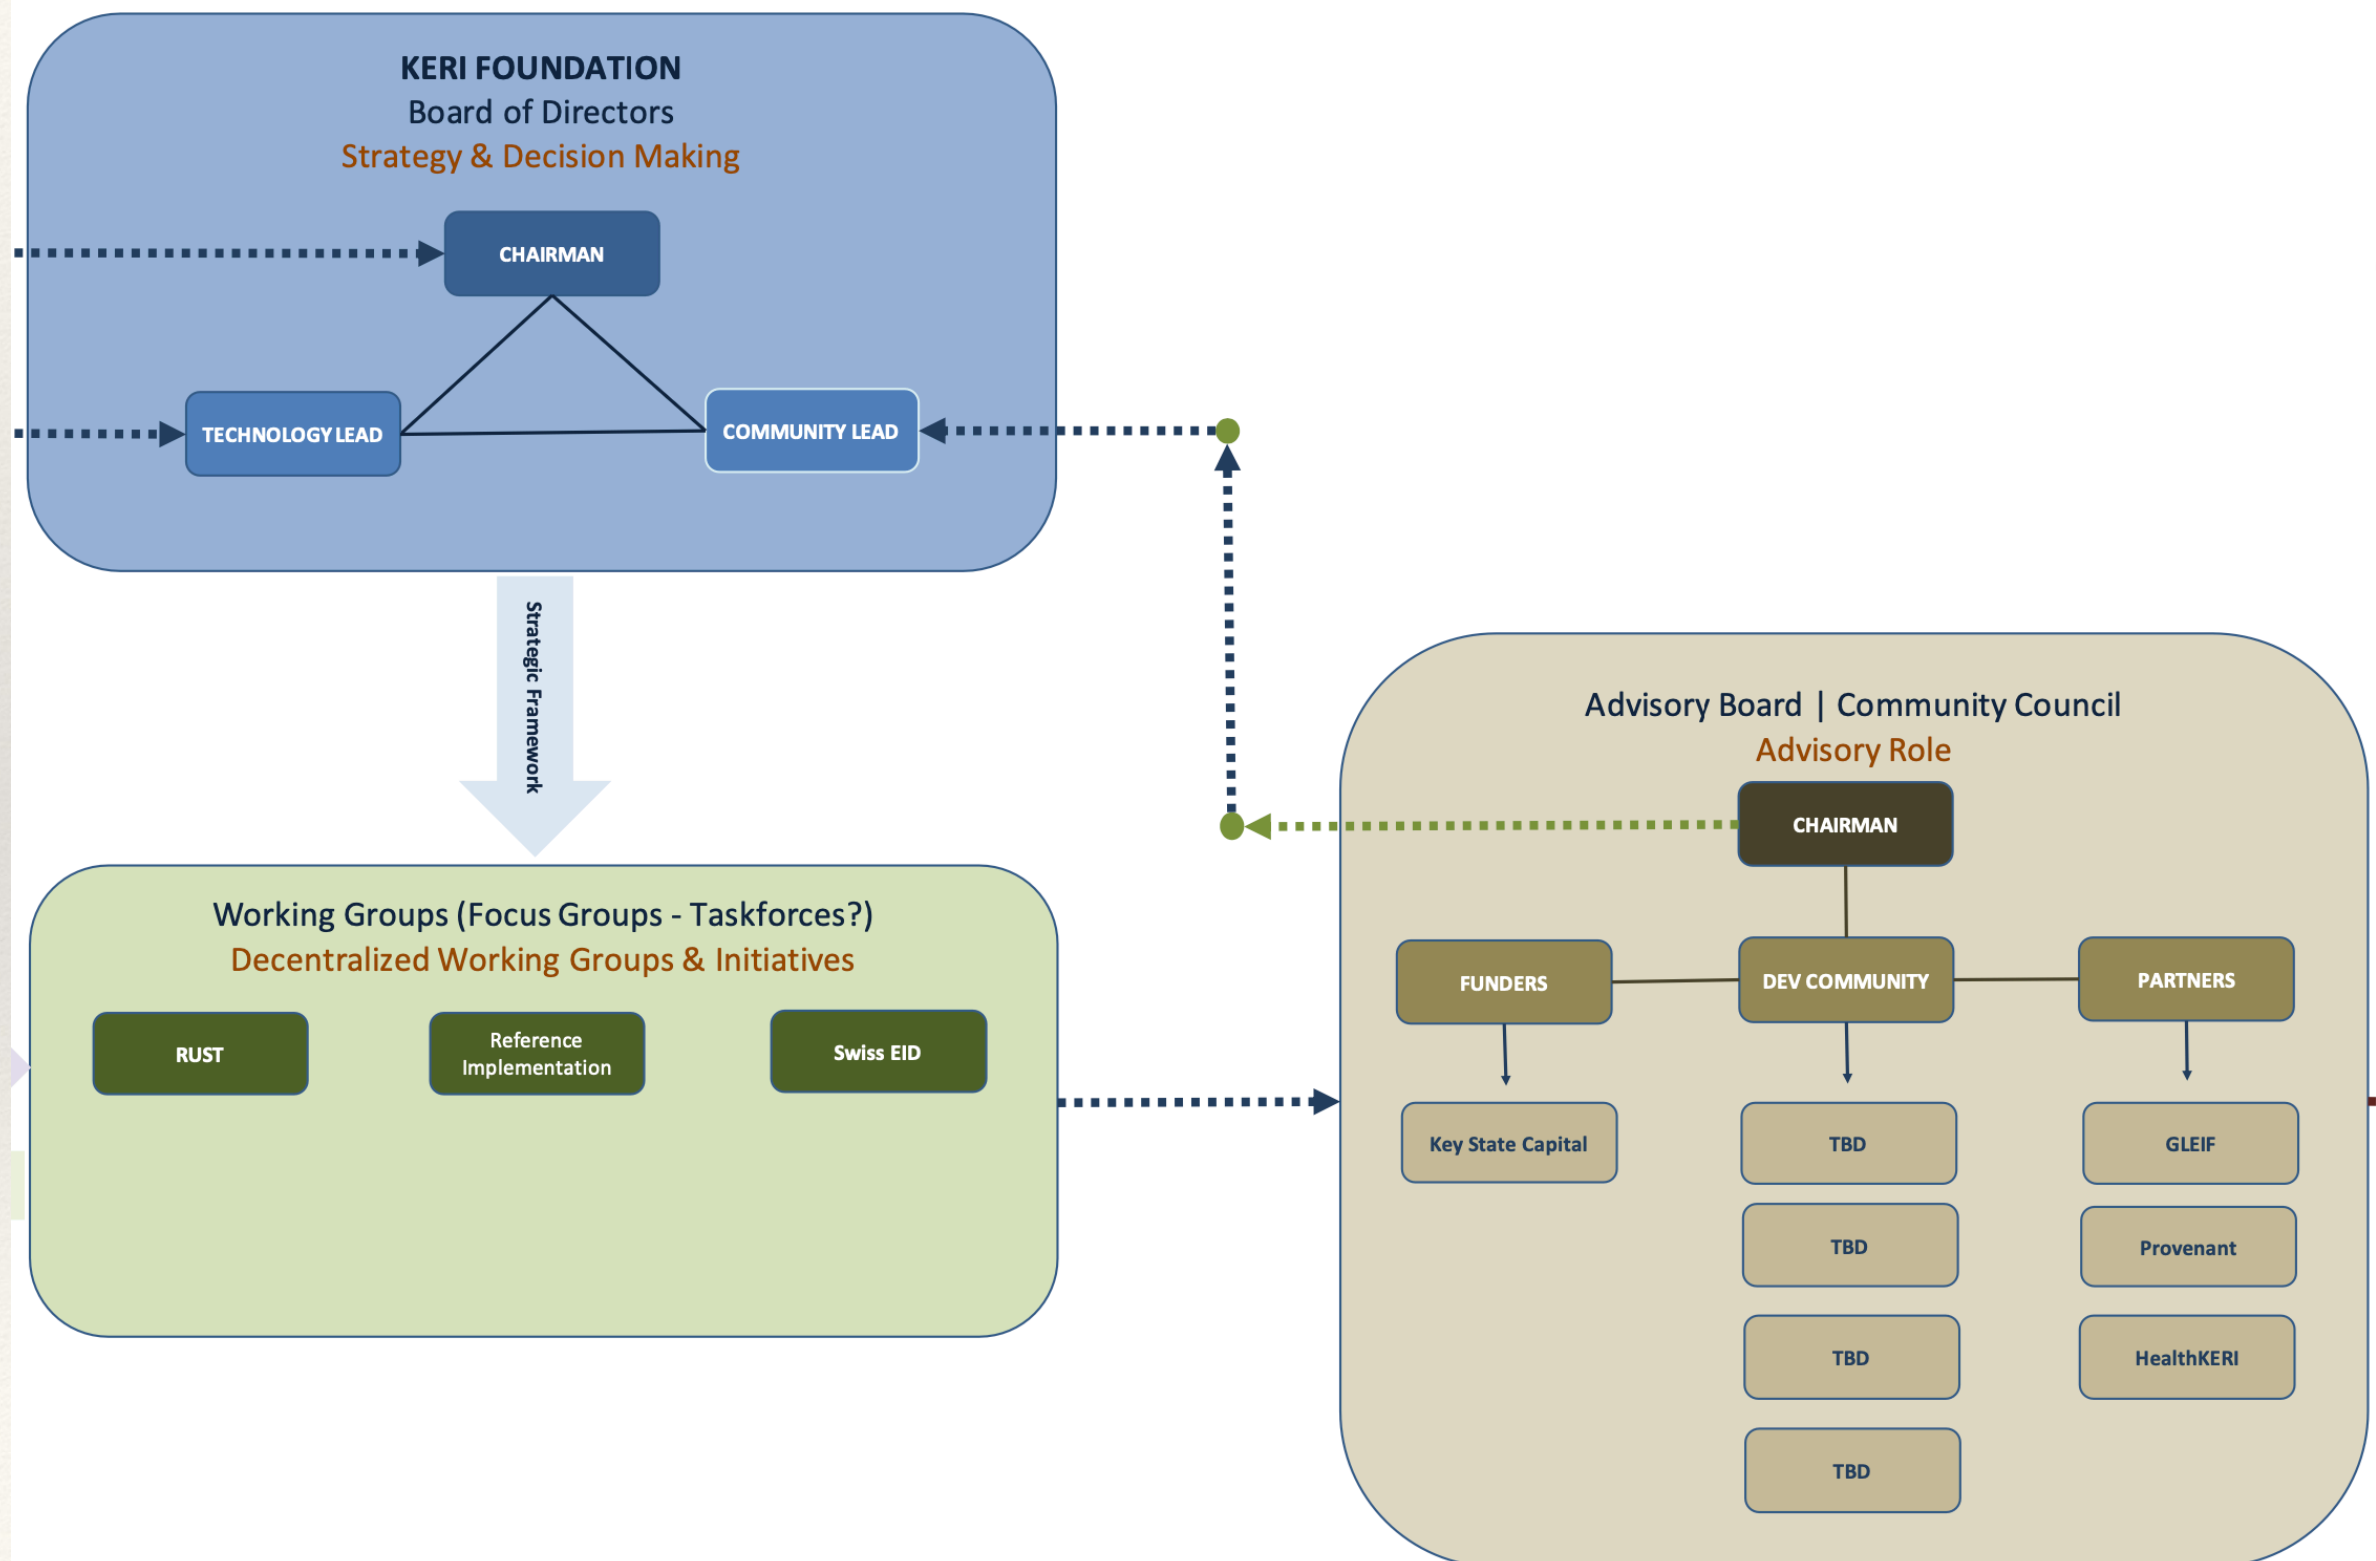 KERI FOUNDATION
Board of Directors
Strategy & Decision Making
CHAIRMAN
TECHNOLOGY LEAD
COMMUNITY LEAD
Strategic Framework
Working Groups (Focus Groups - Taskforces?)
Decentralized Working Groups & Initiatives
RUST
Reference
Implementation
Swiss EID
Advisory Board | Community Council
Advisory Role
CHAIRMAN
FUNDERS
DEV COMMUNITY
PARTNERS
Key State Capital
TBD
GLEIF
TBD
Provenant
TBD
HealthKERI
TBD